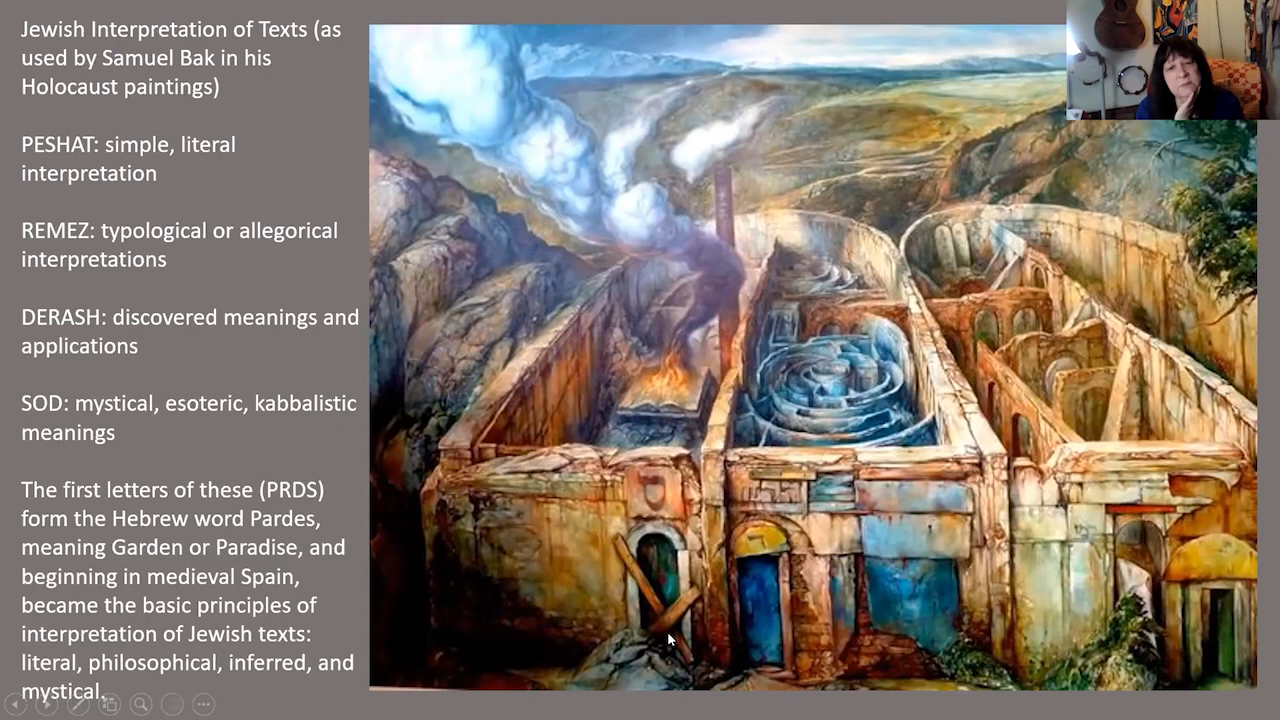 Jewish Interpretation of Texts (as
used by Samuel Bak in his
Holocaust paintings)
PESHAT: simple, literal
interpretation
REMEZ: typological or allegorical
interpretations
DERASH: discovered meanings and
applications
SOD: mystical, esoteric, kabbalistic
meanings
The first letters of these (PRDS)
form the Hebrew word Pardes,
meaning Garden or Paradise, and
beginning in medieval Spain,
became the basic principles of
interpretation of Jewish texts:
literal, philosophical, inferred, and
mystical.